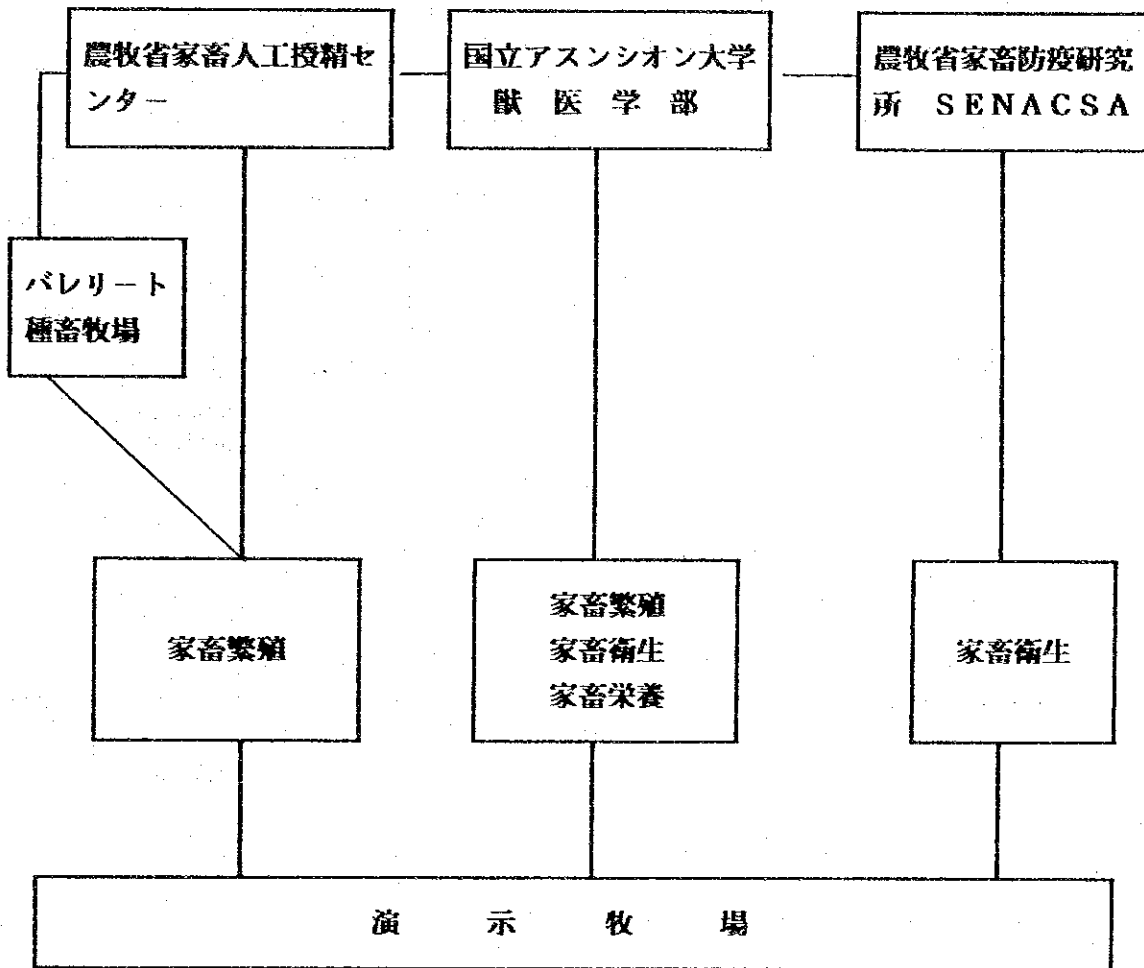 農牧省家畜人工授精セ
ンター
国立アスンシオン大学
獣医学部
農牧省家畜防疫研究
所 SENACSA
バレリート
種畜牧場
家畜繁殖
家畜繁殖
家畜衛生
家畜栄養
家畜衛生
演示牧場